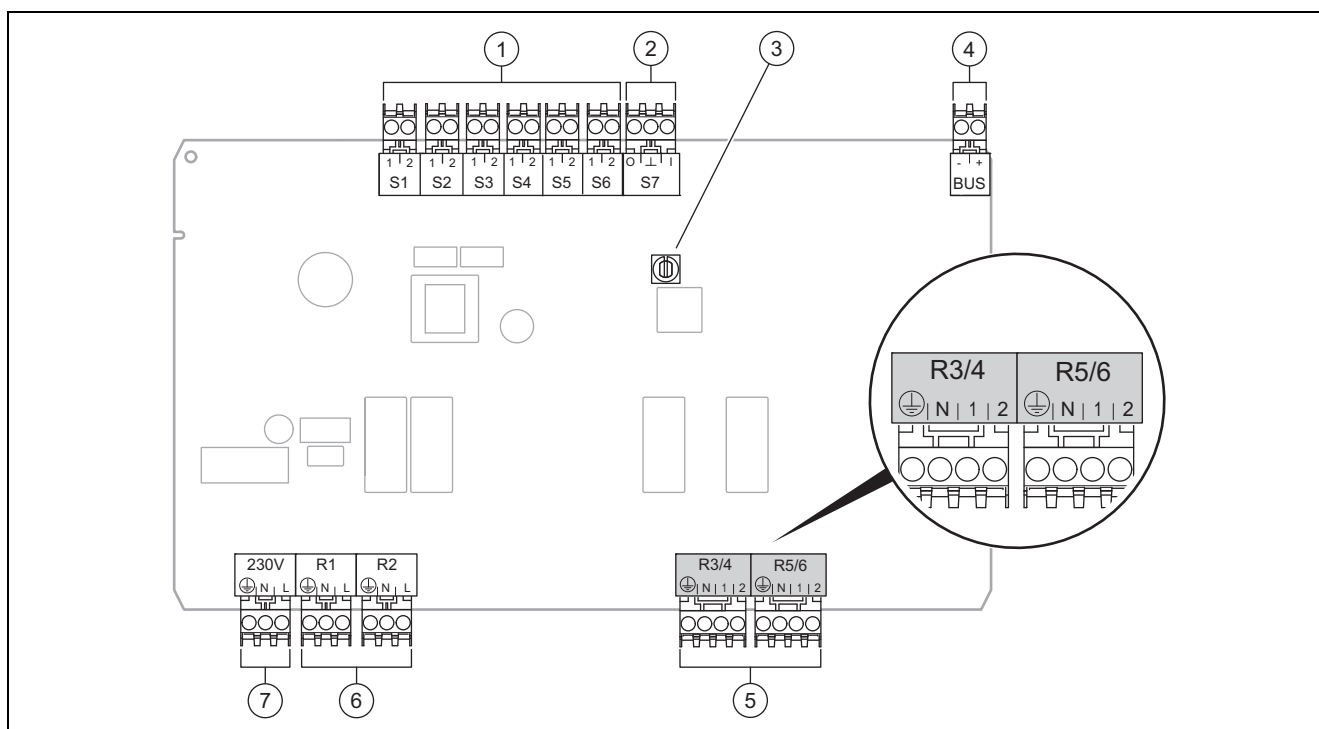 1 2 3 4
1 2 1 2 1 2 1 2 1 2 1 2 O ⊥ I - +
S1 S2 S3 S4 S5 S6 S7 BUS
R3/4 R5/6
⏚ N 1 2 ⏚ N 1 2
230V R1 R2 R3/4 R5/6
⏚ N L ⏚ N L ⏚ N L ⏚ N 1 2 ⏚ N 1 2
7 6 5